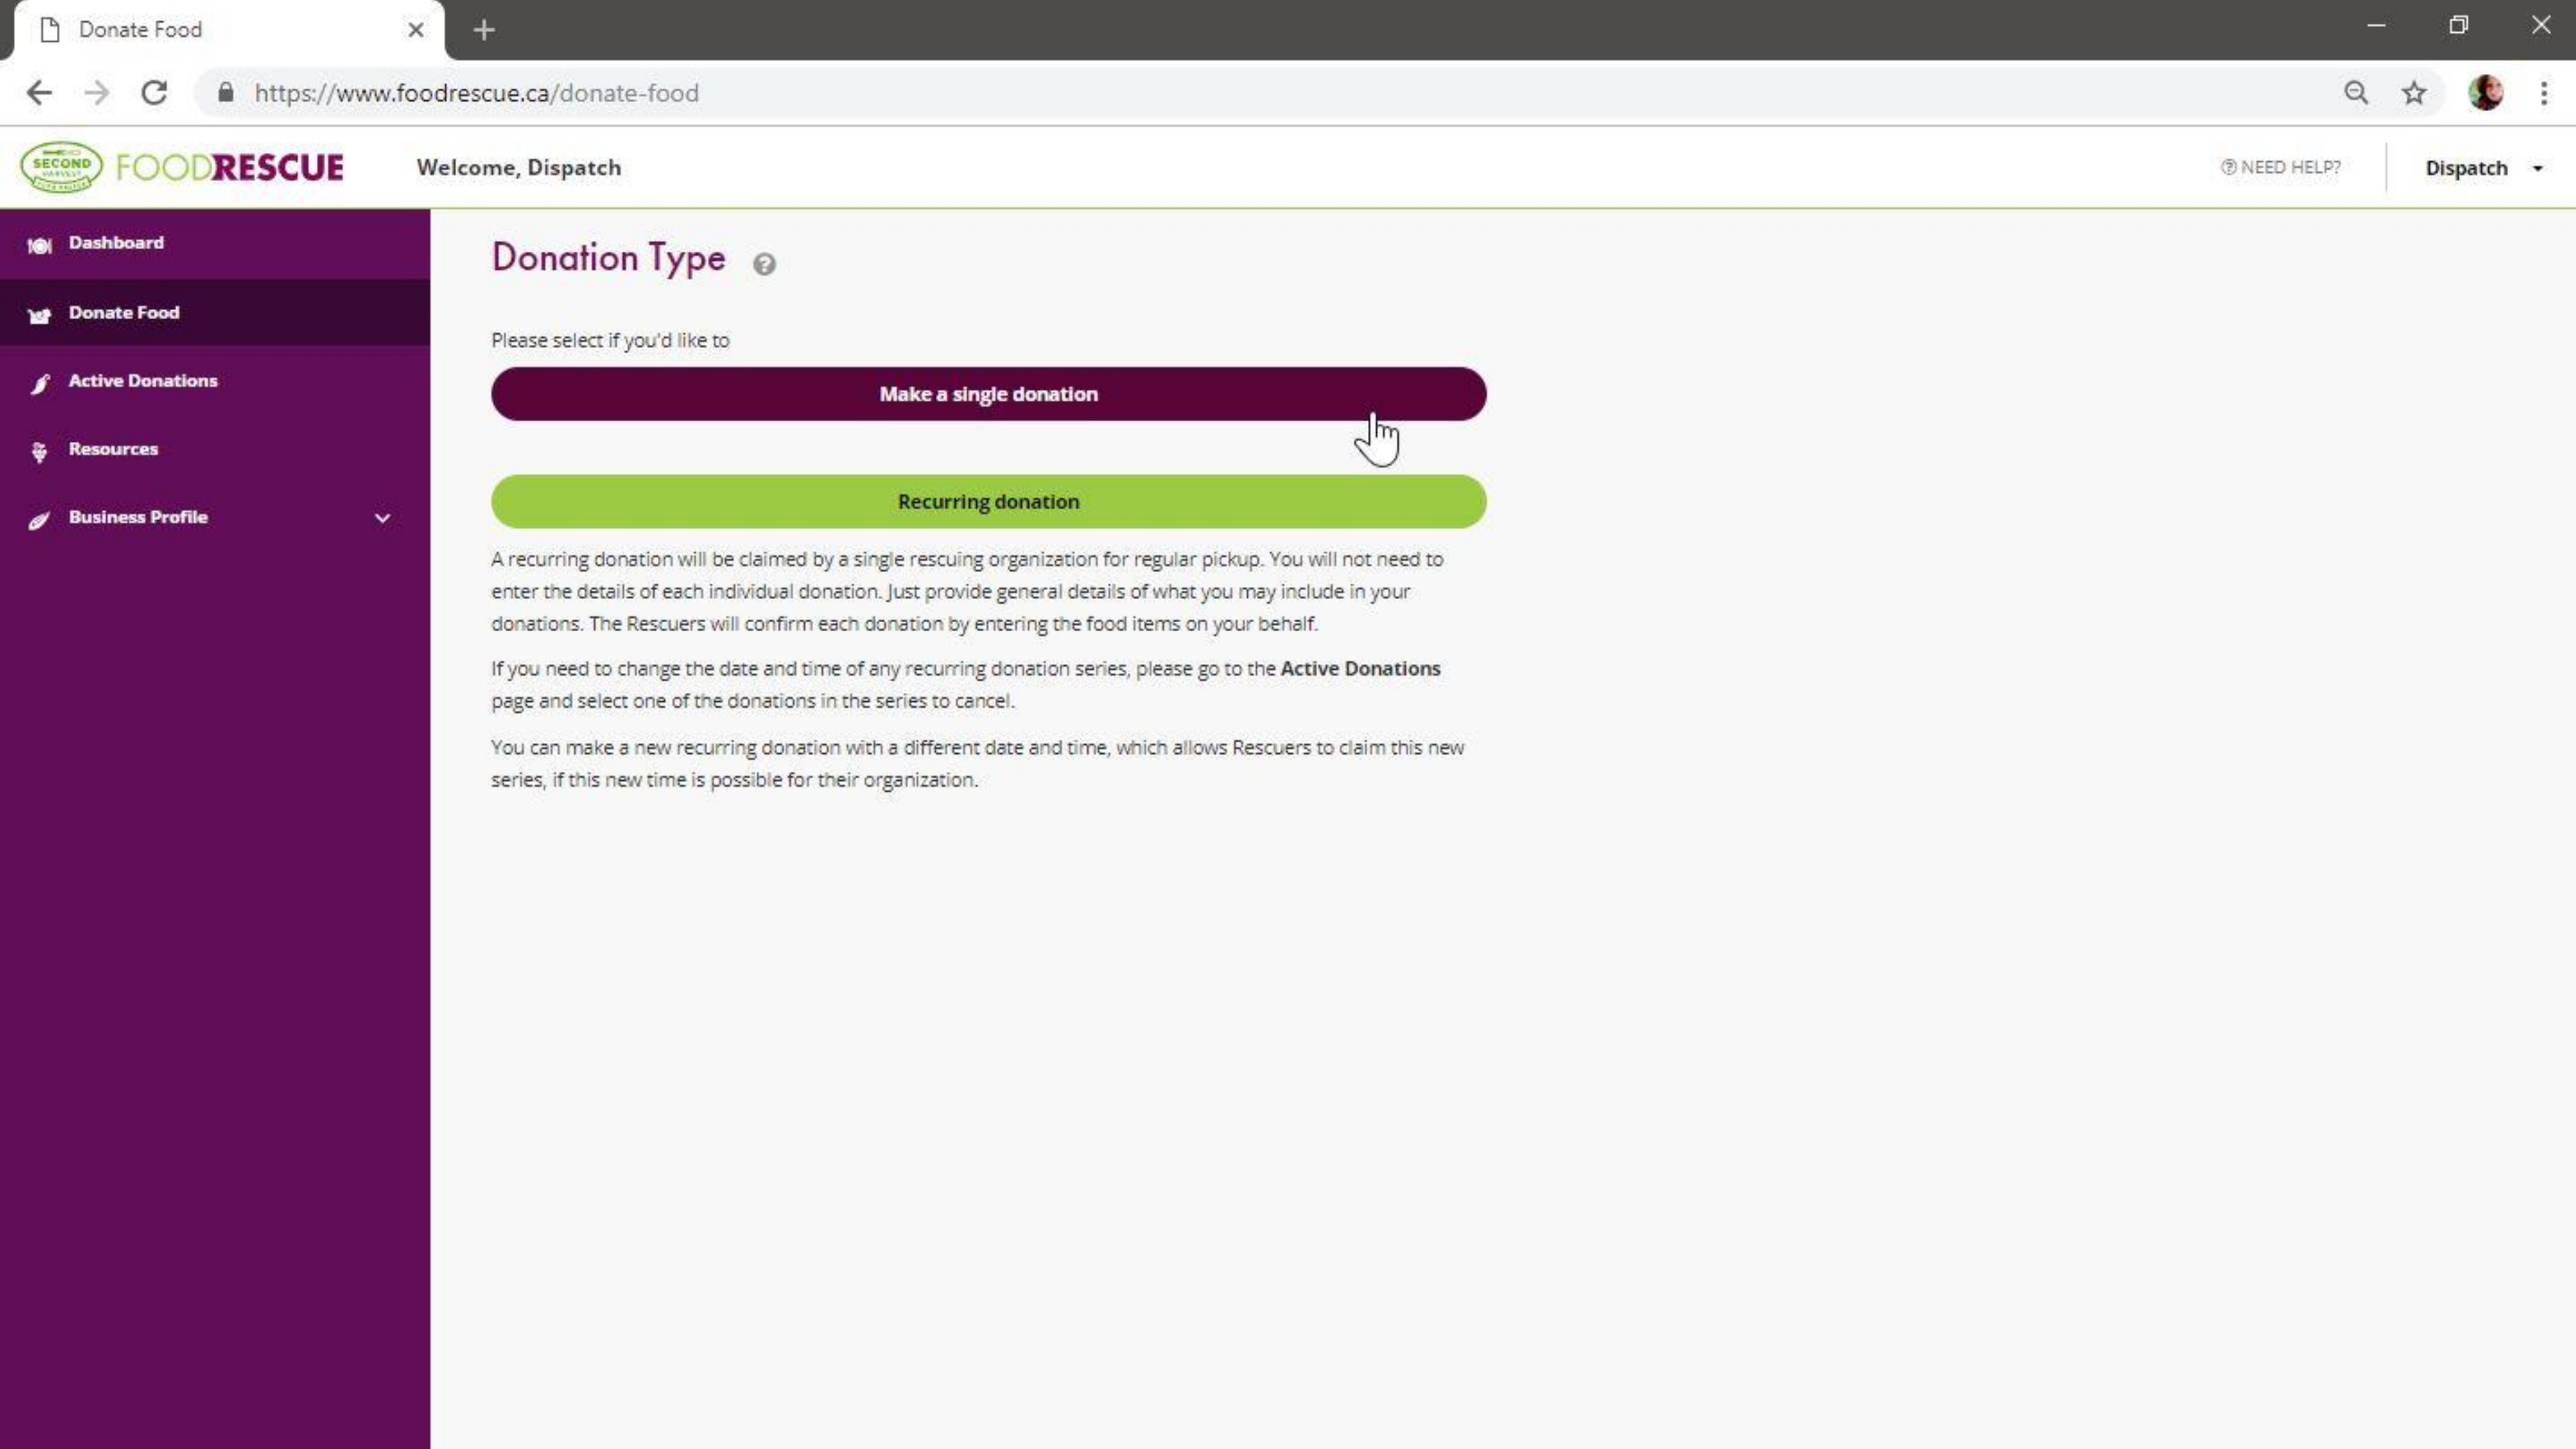 Donate Food
https://www.foodrescue.ca/donate-food
SECOND
HARVEST
FOODRESCUE
Welcome, Dispatch
NEED HELP?
Dispatch
Dashboard
Donate Food
Active Donations
Resources
Business Profile
Donation Type
Please select if you'd like to
Make a single donation
Recurring donation
A recurring donation will be claimed by a single rescuing organization for regular pickup. You will not need to
enter the details of each individual donation. Just provide general details of what you may include in your
donations. The Rescuers will confirm each donation by entering the food items on your behalf.
If you need to change the date and time of any recurring donation series, please go to the Active Donations
page and select one of the donations in the series to cancel.
You can make a new recurring donation with a different date and time, which allows Rescuers to claim this new
series, if this new time is possible for their organization.